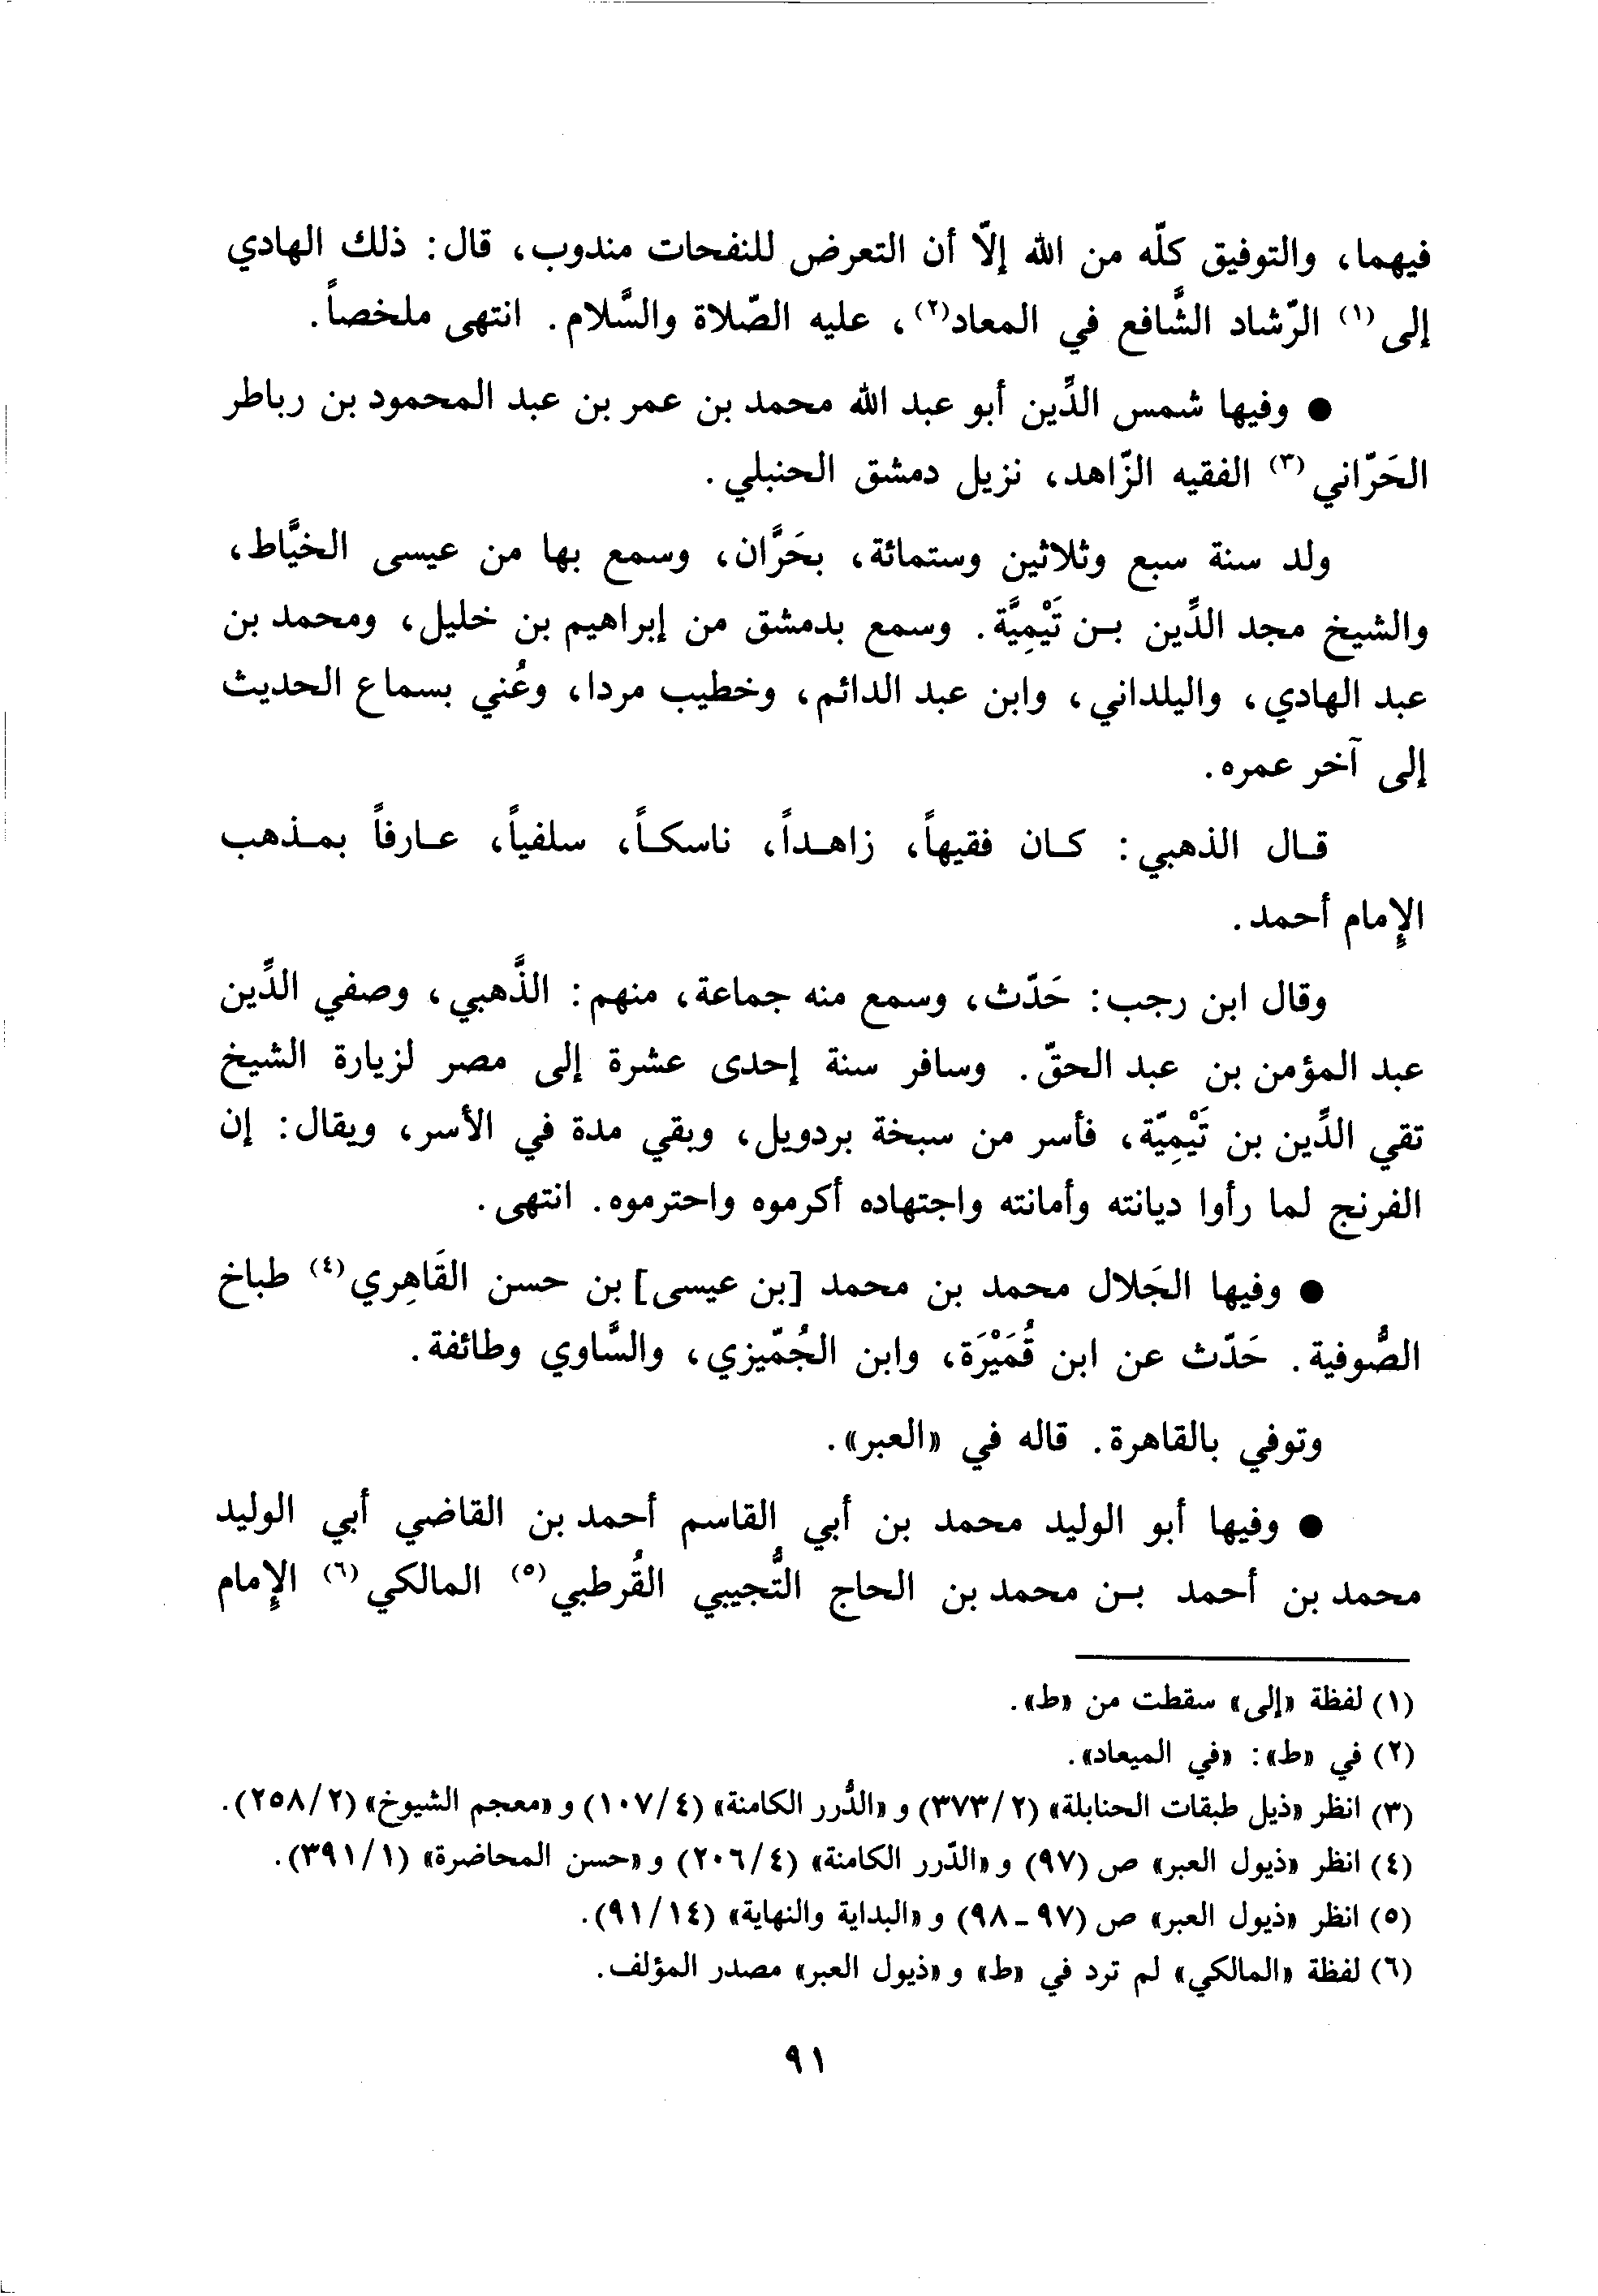 فيهما، والتوفيق كلّه من الله إلاّ أن التعرض للنفحات مندوب، قال: ذلك الهادي
إلى(١) الرّشاد الشَّافع في المعاد(٢)، عليه الصّلاة والسَّلام. انتهى ملخصاً.
● وفيها شمس الدِّين أبو عبد الله محمد بن عمر بن عبد المحمود بن رباطر
الحَرّاني(٣) الفقيه الزّاهد، نزيل دمشق الحنبلي.
ولد سنة سبع وثلاثين وستمائة، بحَرَّان، وسمع بها من عيسى الخيَّاط،
والشيخ مجد الدِّين بن تَيْمِيَّة. وسمع بدمشق من إبراهيم بن خليل، ومحمد بن
عبد الهادي، واليلداني، وابن عبد الدائم، وخطيب مردا، وعُني بسماع الحديث
إلى آخر عمره.
قال الذهبي: كان فقيهاً، زاهداً، ناسكاً، سلفياً، عارفاً بمذهب
الإِمام أحمد.
وقال ابن رجب: حَدّث، وسمع منه جماعة، منهم: الذَّهبي، وصفي الدِّين
عبد المؤمن بن عبد الحقّ. وسافر سنة إحدى عشرة إلى مصر لزيارة الشيخ
تقي الدِّين بن تَيْمِيّة، فأسر من سبخة بردويل، وبقي مدة في الأسر، ويقال: إن
الفرنج لما رأوا ديانته وأمانته واجتهاده أكرموه واحترموه. انتهى.
● وفيها الجَلال محمد بن محمد [بن عيسى] بن حسن القَاهِري(٤) طباخ
الصُّوفية. حَدّث عن ابن قُمَيْرَة، وابن الجُمّيزي، والسَّاوي وطائفة.
وتوفي بالقاهرة. قاله في «العبر».
● وفيها أبو الوليد محمد بن أبي القاسم أحمد بن القاضي أبي الوليد
محمد بن أحمد بن محمد بن الحاج التُّجيبي القُرطبي(٥) المالكي(٦) الإِمام
(١) لفظة «إلى» سقطت من «ط».
(٢) في «ط»: «في الميعاد».
(٣) انظر «ذيل طبقات الحنابلة» (٣٧٣/٢) و «الدُّرر الكامنة» (١٠٧/٤) و «معجم الشيوخ» (٢٥٨/٢).
(٤) انظر «ذيول العبر» ص (٩٧) و «الدّرر الكامنة» (٢٠٦/٤) و «حسن المحاضرة» (٣٩١/١).
(٥) انظر «ذيول العبر» ص (٩٧ - ٩٨) و «البداية والنهاية» (٩١/١٤).
(٦) لفظة «المالكي» لم ترد في «ط» و «ذيول العبر» مصدر المؤلف.
٩١